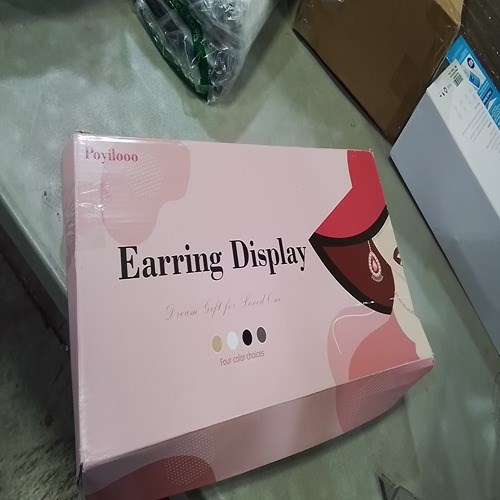 Poyilooo
Earring Display
Dream Gift for Loved One
Four color choices